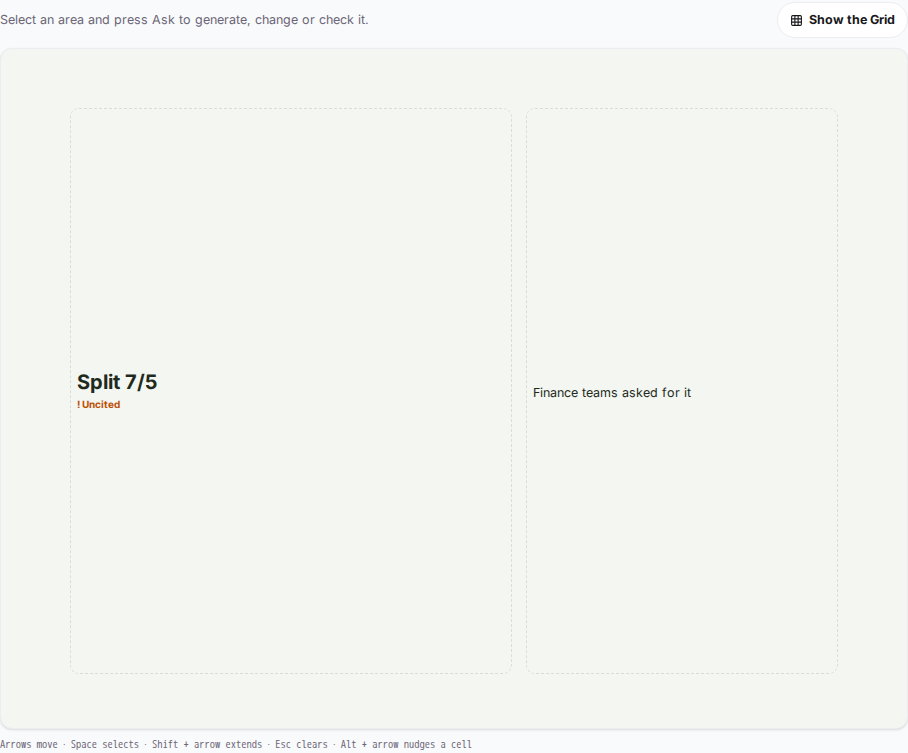 Select an area and press Ask to generate, change or check it.
Show the Grid
Split 7/5
! Uncited
Finance teams asked for it
Arrows move · Space selects · Shift + arrow extends · Esc clears · Alt + arrow nudges a cell